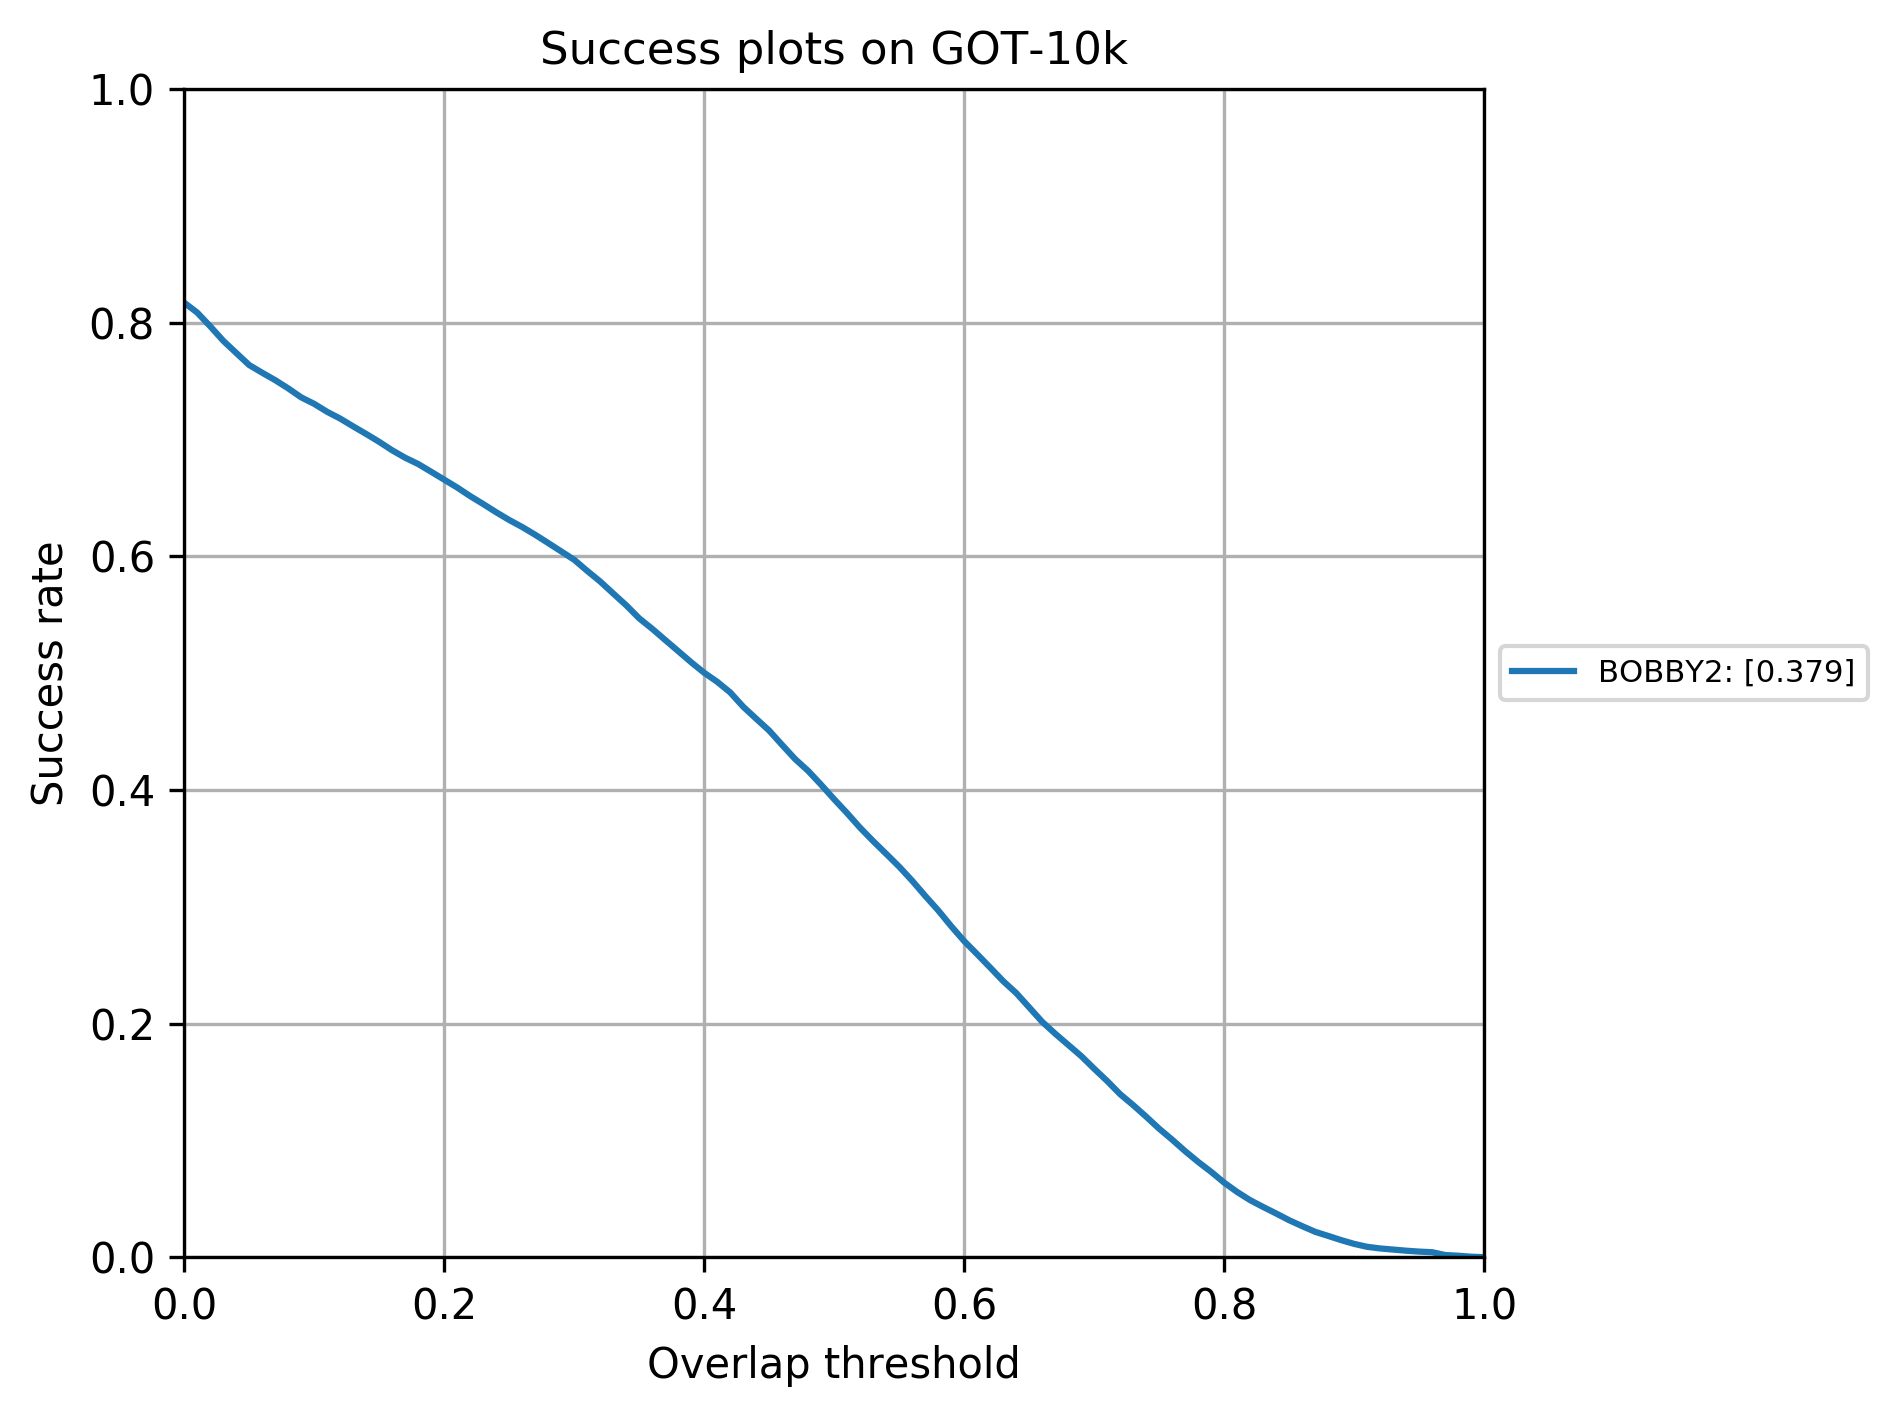 Success plots on GOT-10k
1.0
0.8
0.6
0.4
0.2
0.0
Success rate
0.0 0.2 0.4 0.6 0.8 1.0
Overlap threshold
BOBBY2: [0.379]